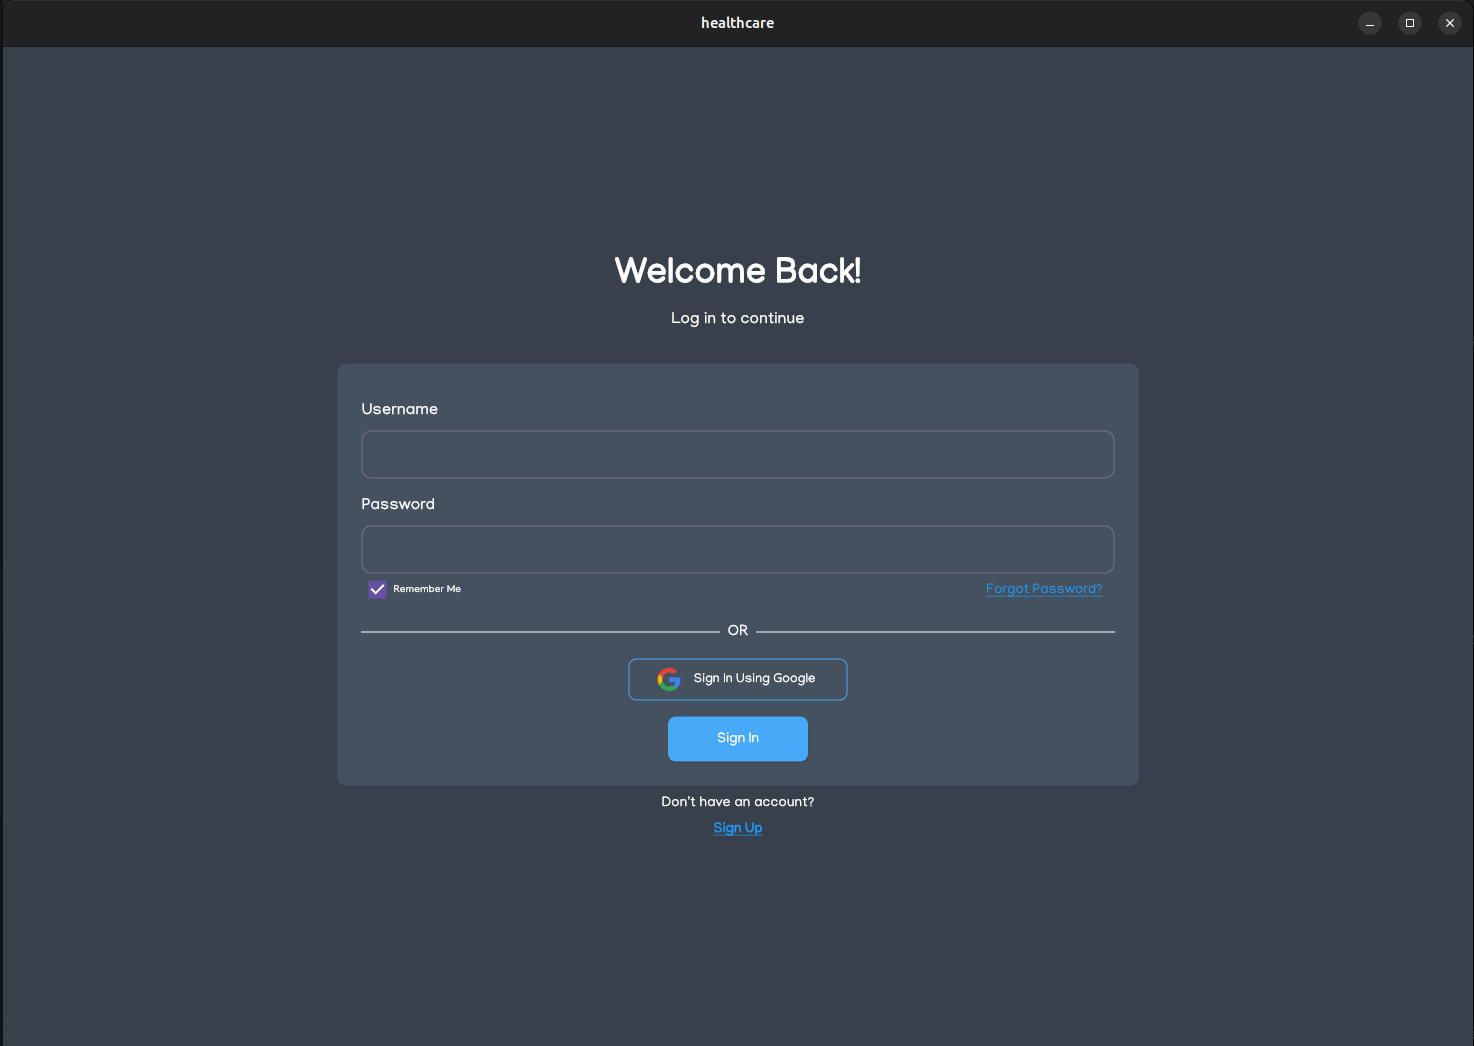 healthcare
Welcome Back!
Log in to continue
Username
Password
Remember Me
Forgot Password?
OR
Sign In Using Google
Sign In
Don't have an account?
Sign Up